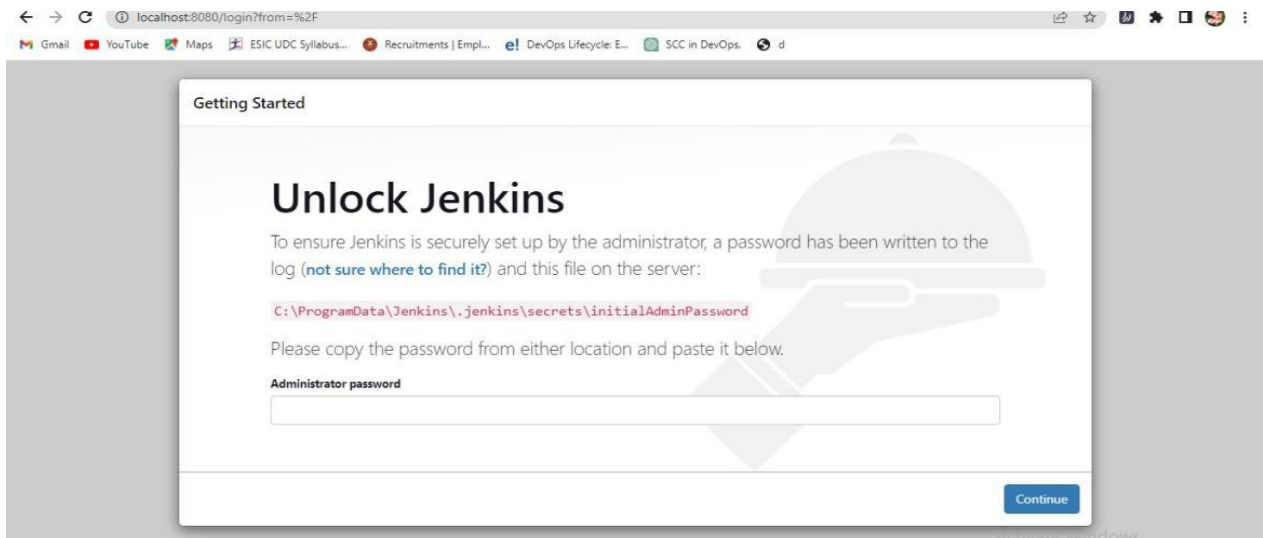 localhost:8080/login?from=%2F
Gmail YouTube Maps ESIC UDC Syllabus... Recruitments | Empl... DevOps Lifecycle: E... SCC in DevOps. d
Getting Started
Unlock Jenkins
To ensure Jenkins is securely set up by the administrator, a password has been written to the
log (not sure where to find it?) and this file on the server:
C:\ProgramData\Jenkins\.jenkins\secrets\initialAdminPassword
Please copy the password from either location and paste it below.
Administrator password
Continue